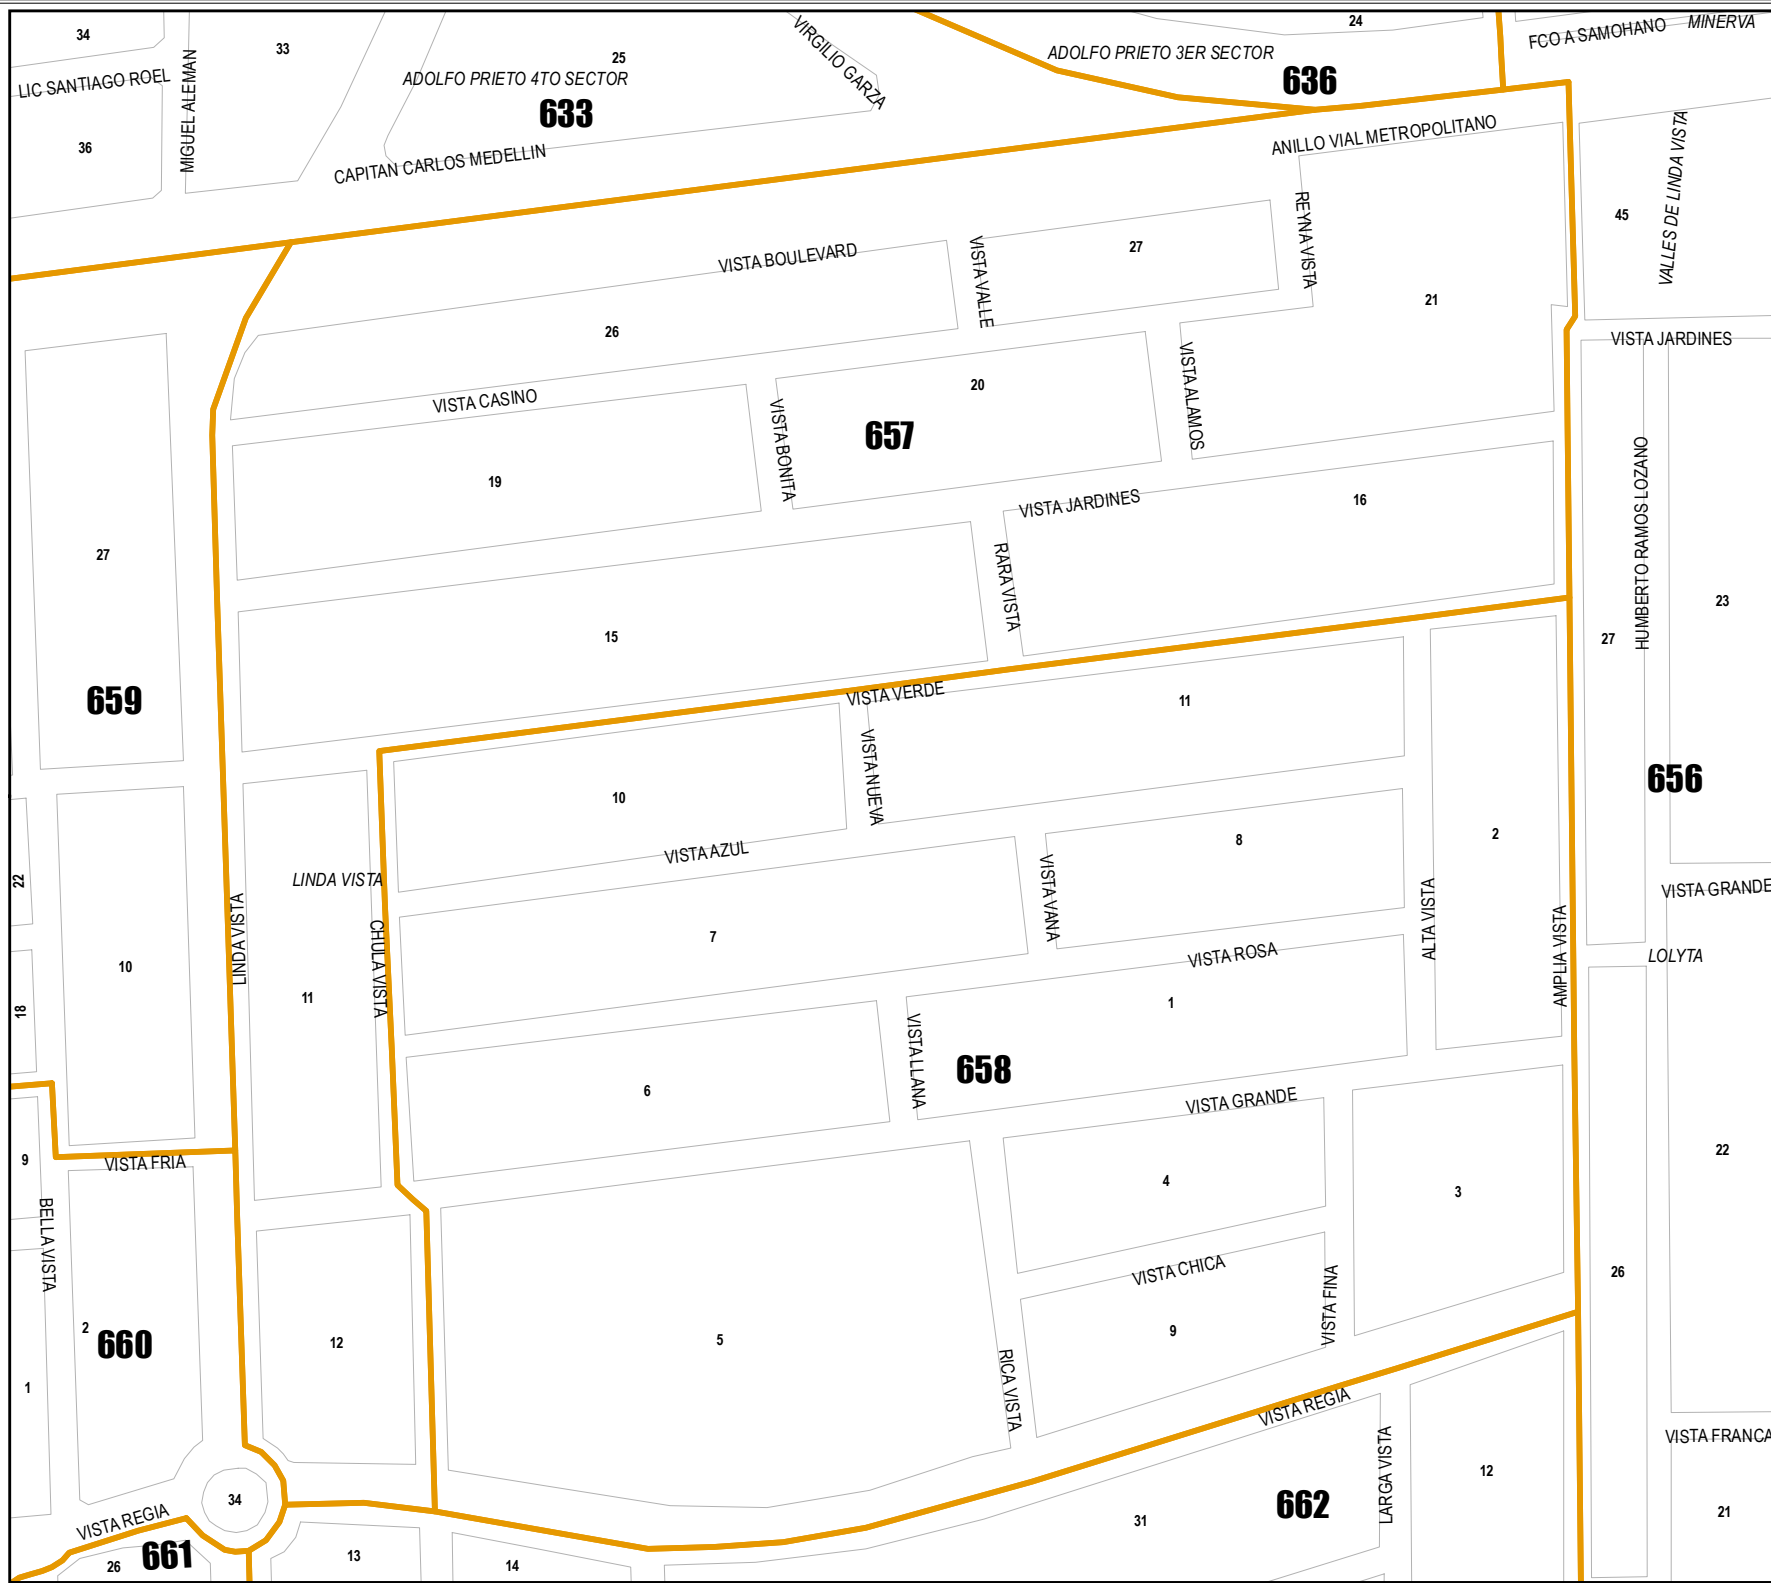 34
33
25
24
FCO A SAMOHANO
MINERVA
LIC SANTIAGO ROEL
MIGUEL ALEMAN
ADOLFO PRIETO 4TO SECTOR
VIRGILIO GARZA
ADOLFO PRIETO 3ER SECTOR
636
633
36
CAPITAN CARLOS MEDELLIN
ANILLO VIAL METROPOLITANO
VALLES DE LINDA VISTA
45
REYNA VISTA
27
VISTA BOULEVARD
VISTA VALLE
21
26
VISTA JARDINES
VISTA CASINO
20
VISTA ALAMOS
VISTA BONITA
657
19
VISTA JARDINES
16
HUMBERTO RAMOS LOZANO
27
RARA VISTA
23
15
27
659
VISTA VERDE
11
VISTA NUEVA
656
10
2
VISTA AZUL
8
LINDA VISTA
22
VISTA GRANDE
VISTA VANA
ALTA VISTA
AMPLIA VISTA
LINDA VISTA
CHULA VISTA
7
VISTA ROSA
LOLYTA
10
11
1
18
VISTA LLANA
658
6
VISTA GRANDE
9
VISTA FRIA
4
3
22
BELLA VISTA
VISTA CHICA
26
VISTA FINA
2
660
12
5
9
1
RICA VISTA
VISTA REGIA
LARGA VISTA
VISTA FRANCA
12
34
662
31
21
VISTA REGIA
661
26
13
14